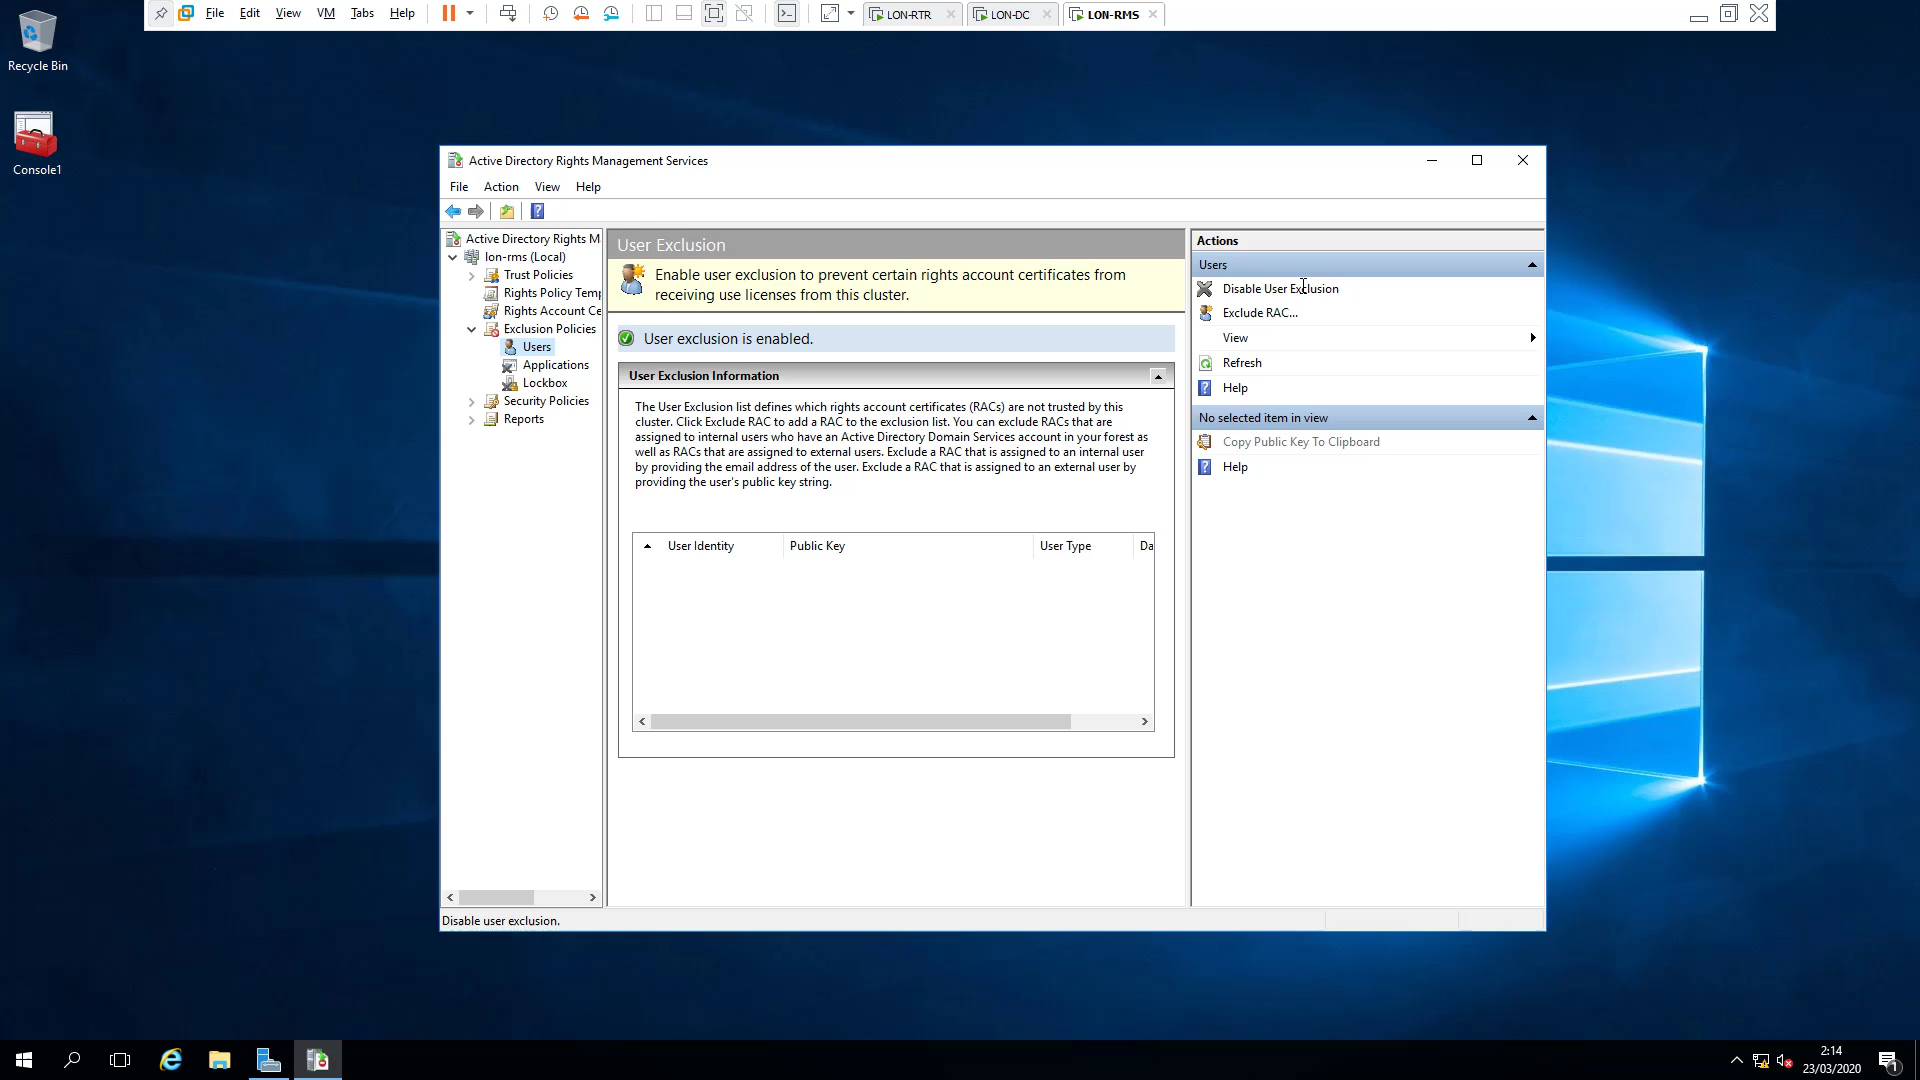 File Edit View VM Tabs Help LON-RTR LON-DC LON-RMS
Recycle Bin
Console1
Active Directory Rights Management Services
File Action View Help
Active Directory Rights M
lon-rms (Local)
Trust Policies
Rights Policy Temp
Rights Account Ce
Exclusion Policies
Users
Applications
Lockbox
Security Policies
Reports
User Exclusion
Enable user exclusion to prevent certain rights account certificates from
receiving use licenses from this cluster.
User exclusion is enabled.
User Exclusion Information
The User Exclusion list defines which rights account certificates (RACs) are not trusted by this
cluster. Click Exclude RAC to add a RAC to the exclusion list. You can exclude RACs that are
assigned to internal users who have an Active Directory Domain Services account in your forest as
well as RACs that are assigned to external users. Exclude a RAC that is assigned to an internal user
by providing the email address of the user. Exclude a RAC that is assigned to an external user by
providing the user's public key string.
User Identity Public Key User Type Da
Actions
Users
Disable User Exclusion
Exclude RAC...
View
Refresh
Help
No selected item in view
Copy Public Key To Clipboard
Help
Disable user exclusion.
2:14
23/03/2020
1